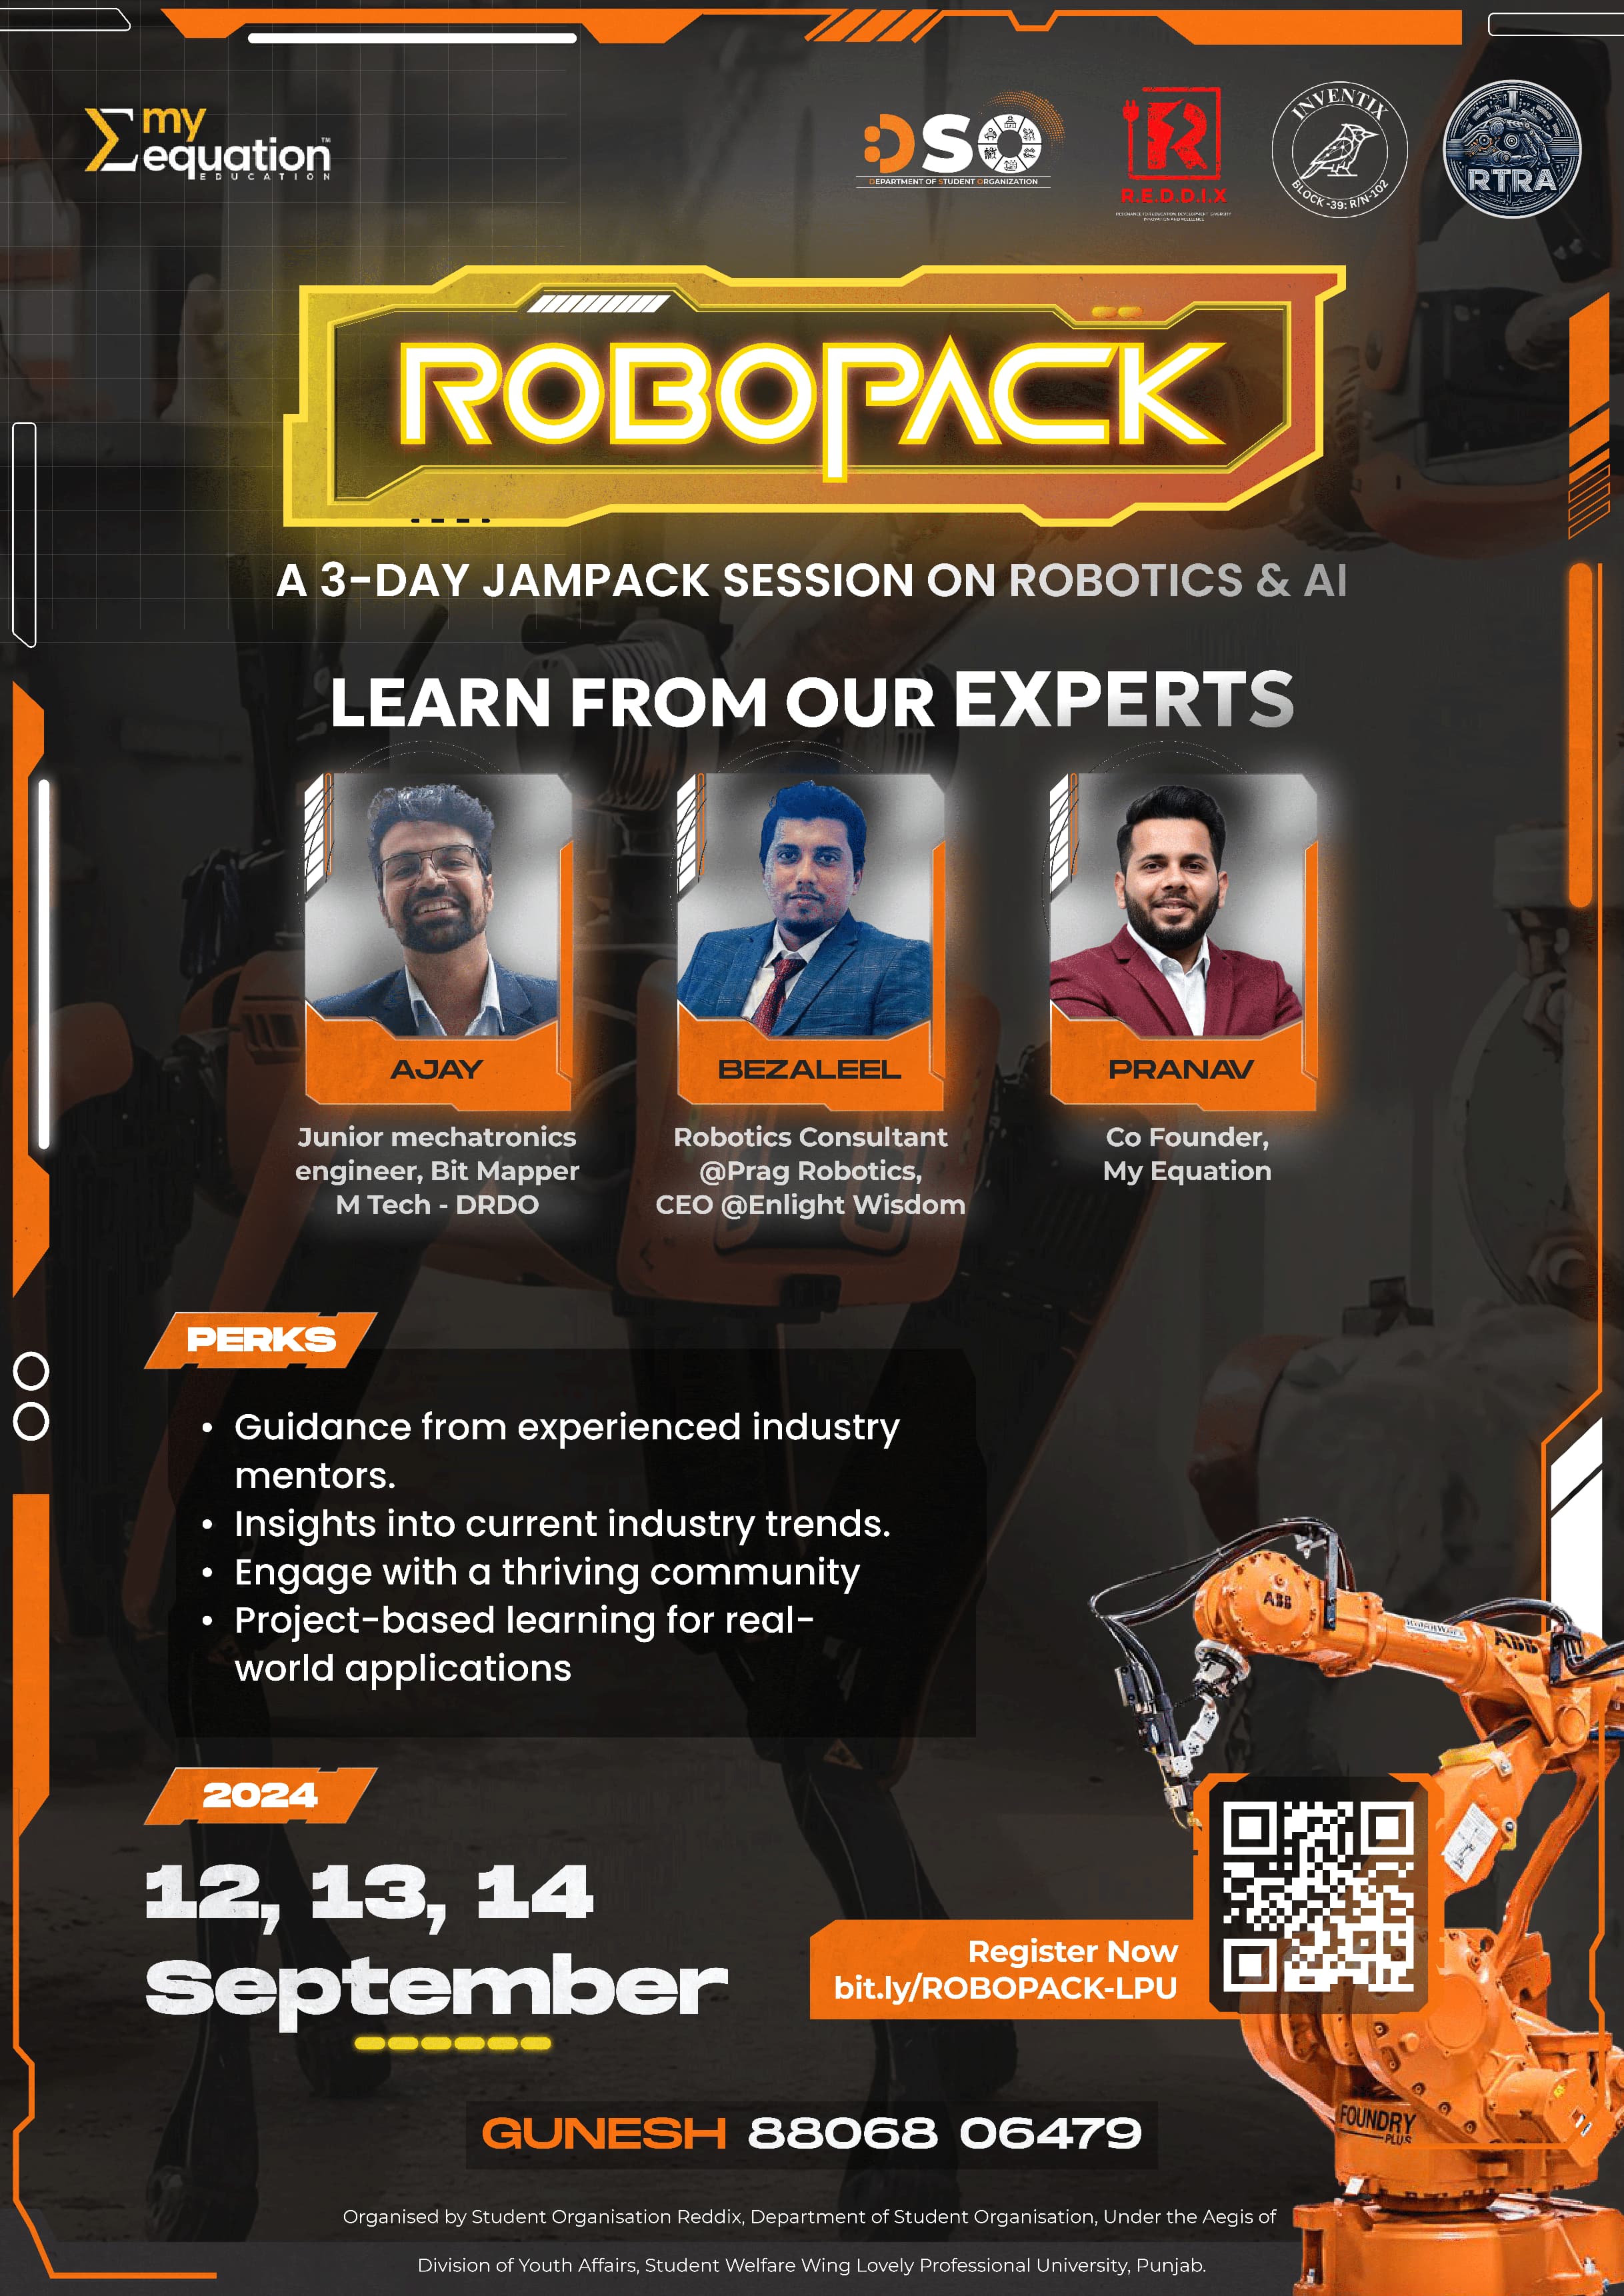 my
equation
EDUCATION
DSO
DEPARTMENT OF STUDENT ORGANIZATION
R.E.D.D.I.X
INVENTIX
BLOCK -39: R/N-102
RTRA
ROBOPACK
A 3-DAY JAMPACK SESSION ON ROBOTICS & AI
LEARN FROM OUR EXPERTS
AJAY
Junior mechatronics
engineer, Bit Mapper
M Tech - DRDO
BEZALEEL
Robotics Consultant
@Prag Robotics,
CEO @Enlight Wisdom
PRANAV
Co Founder,
My Equation
PERKS
• Guidance from experienced industry
mentors.
• Insights into current industry trends.
• Engage with a thriving community
• Project-based learning for real-
world applications
ABB
ABB
2024
12, 13, 14
September
Register Now
bit.ly/ROBOPACK-LPU
FOUNDRY
PLUS
GUNESH 88068 06479
Organised by Student Organisation Reddix, Department of Student Organisation, Under the Aegis of
Division of Youth Affairs, Student Welfare Wing Lovely Professional University, Punjab.